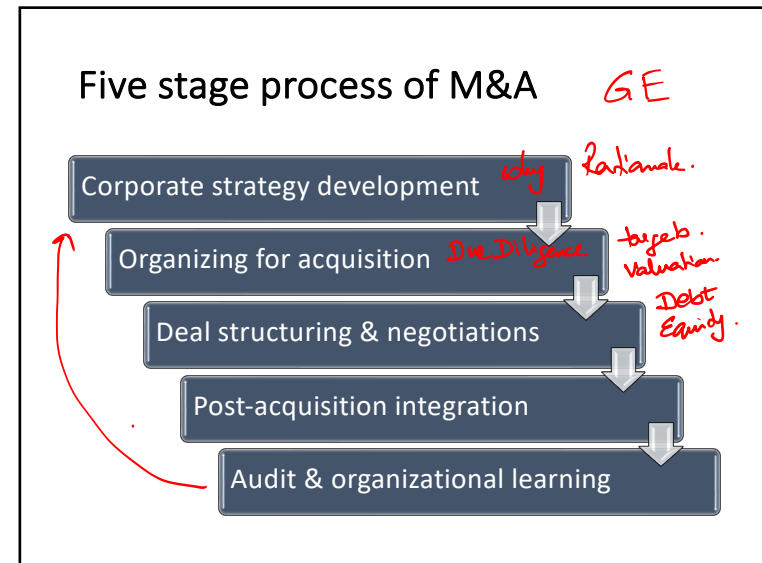 Five stage process of M&A GE
Corporate strategy development why Rationale.
Organizing for acquisition Due Diligence targets.
Valuation.
Debt
Deal structuring & negotiations Equity.
Post-acquisition integration
Audit & organizational learning